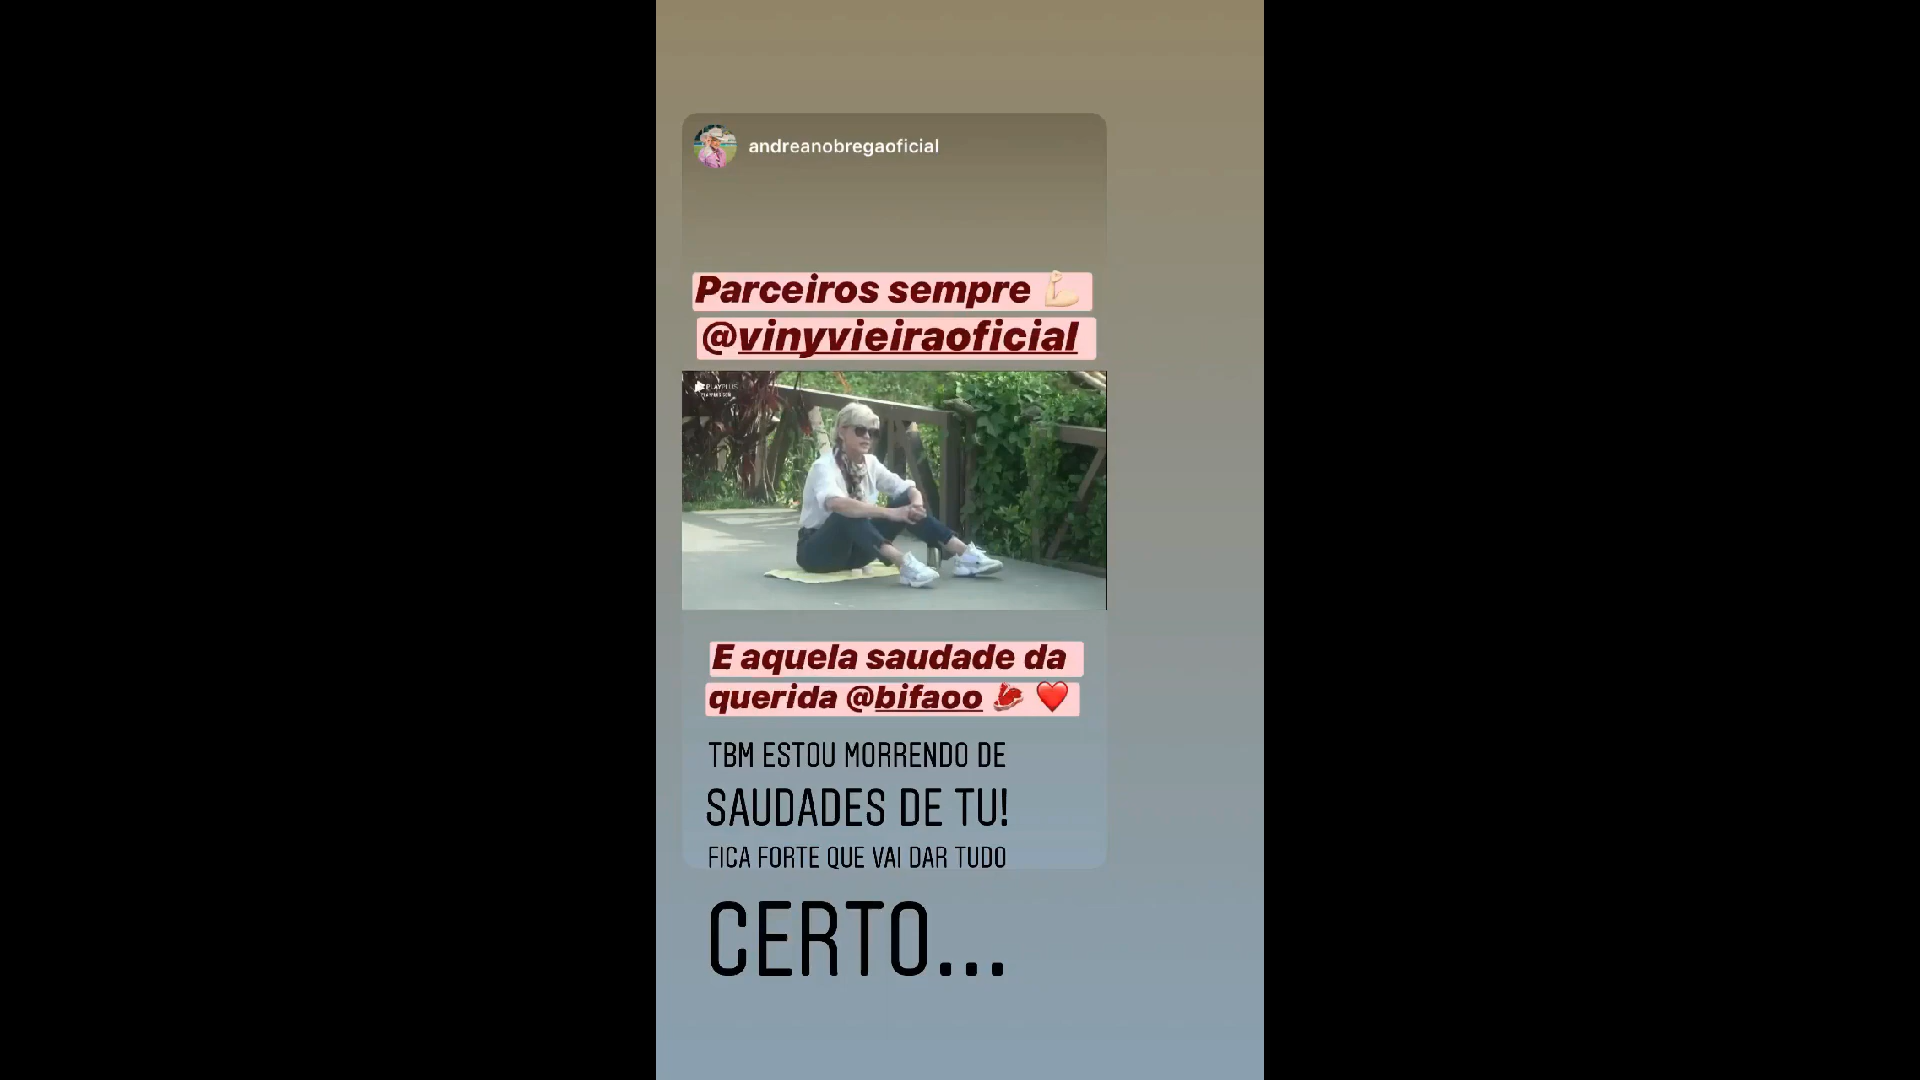 andreanobregaoficial
Parceiros sempre 💪🏻
@vinyvieiraoficial
PLAYPLUS
E aquela saudade da
querida @bifaoo 🥩 ❤️
TBM ESTOU MORRENDO DE
SAUDADES DE TU!
FICA FORTE QUE VAI DAR TUDO
CERTO...